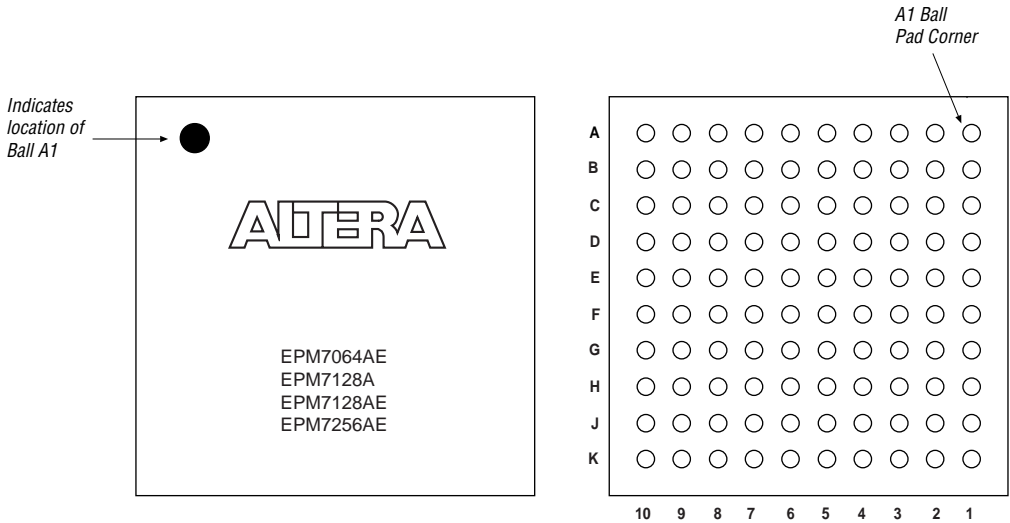 A1 Ball
Pad Corner
Indicates
location of
Ball A1
ALTERA
EPM7064AE
EPM7128A
EPM7128AE
EPM7256AE
A
B
C
D
E
F
G
H
J
K
10 9 8 7 6 5 4 3 2 1